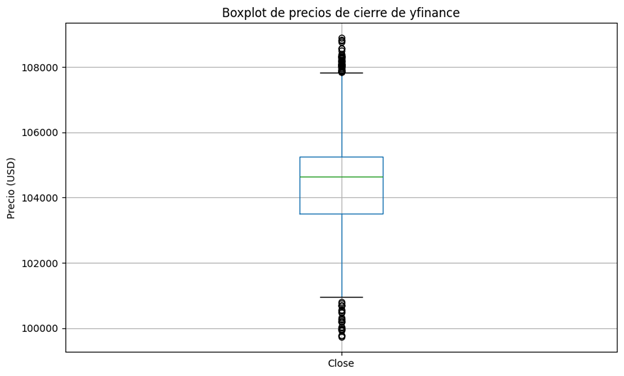 Boxplot de precios de cierre de yfinance
Precio (USD)
108000
106000
104000
102000
100000
Close